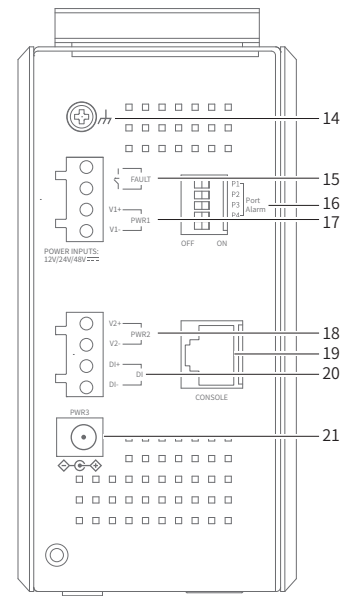 14
FAULT
15
P1
P2
P3
P4
Port
Alarm
16
V1+
V1-
PWR1
17
OFF ON
POWER INPUTS:
12V/24V/48V
V2+
V2-
PWR2
18
19
DI+
DI-
DI
20
CONSOLE
PWR3
21